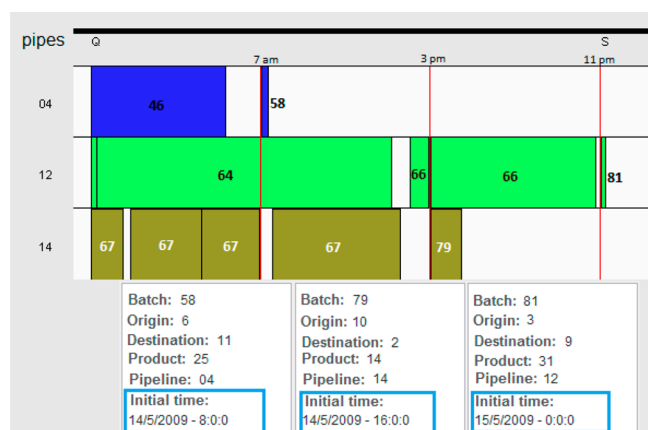 pipes Q S
7 am 3 pm 11 pm
04 46 58
12 64 66 66 81
14 67 67 67 67 79
Batch: 58
Origin: 6
Destination: 11
Product: 25
Pipeline: 04
Initial time:
14/5/2009 - 8:0:0
Batch: 79
Origin: 10
Destination: 2
Product: 14
Pipeline: 14
Initial time:
14/5/2009 - 16:0:0
Batch: 81
Origin: 3
Destination: 9
Product: 31
Pipeline: 12
Initial time:
15/5/2009 - 0:0:0